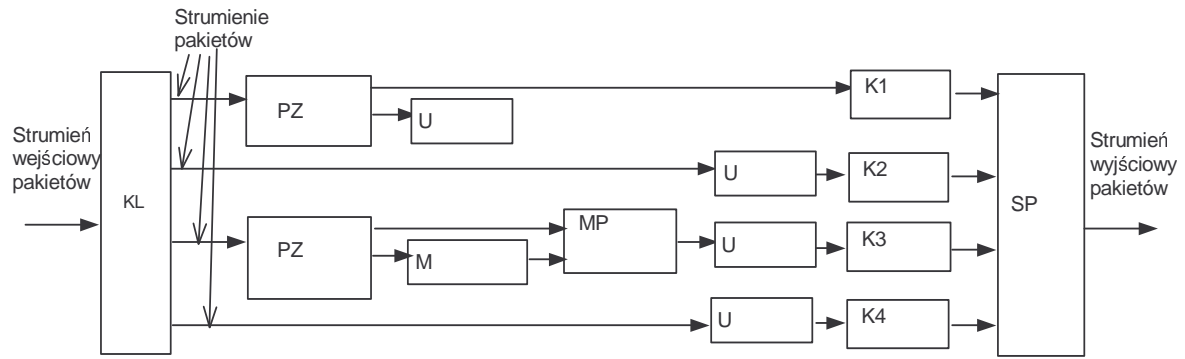 Strumienie
pakietów
Strumień
wejściowy
pakietów
KL
PZ
U
K1
U
K2
PZ
M
MP
U
K3
U
K4
SP
Strumień
wyjściowy
pakietów